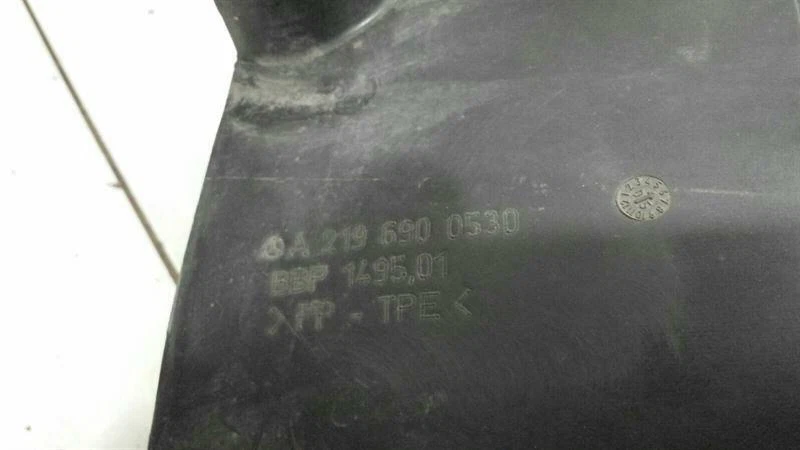 A 219 690 0530
BBP 1495,01
>PP - TPE<